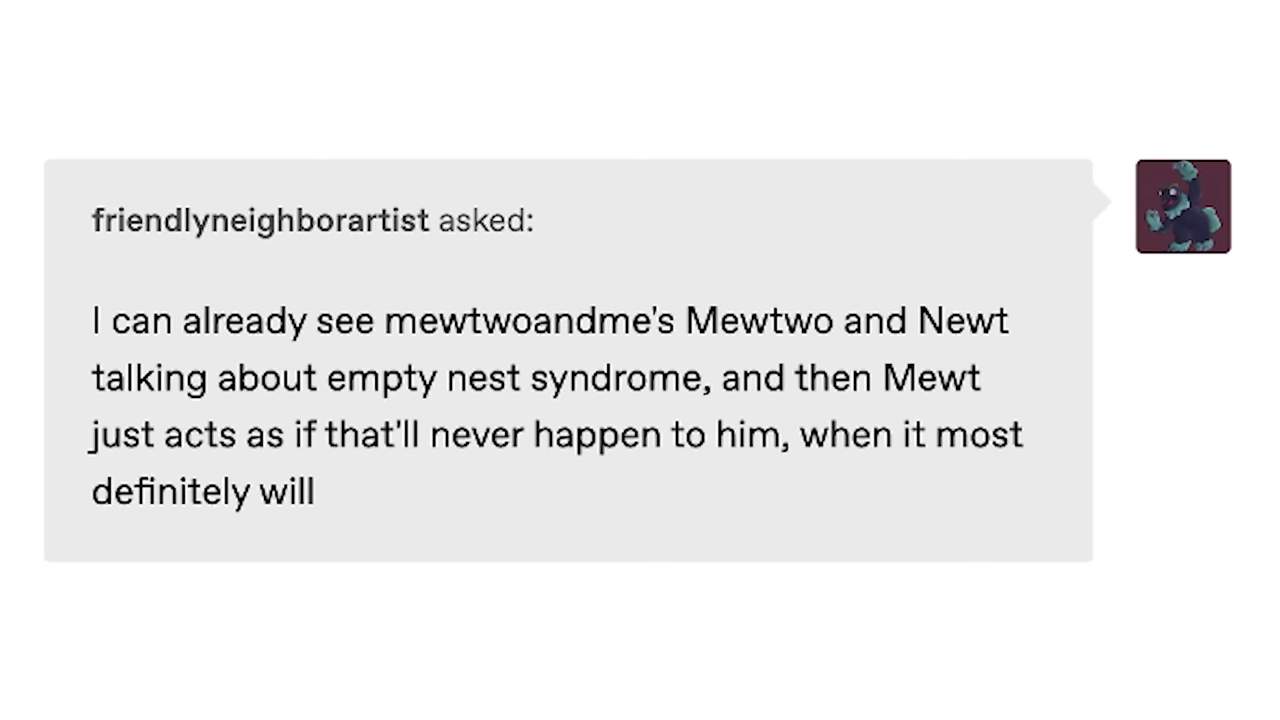 friendlyneighborartist asked:
I can already see mewtwoandme's Mewtwo and Newt
talking about empty nest syndrome, and then Mewt
just acts as if that'll never happen to him, when it most
definitely will